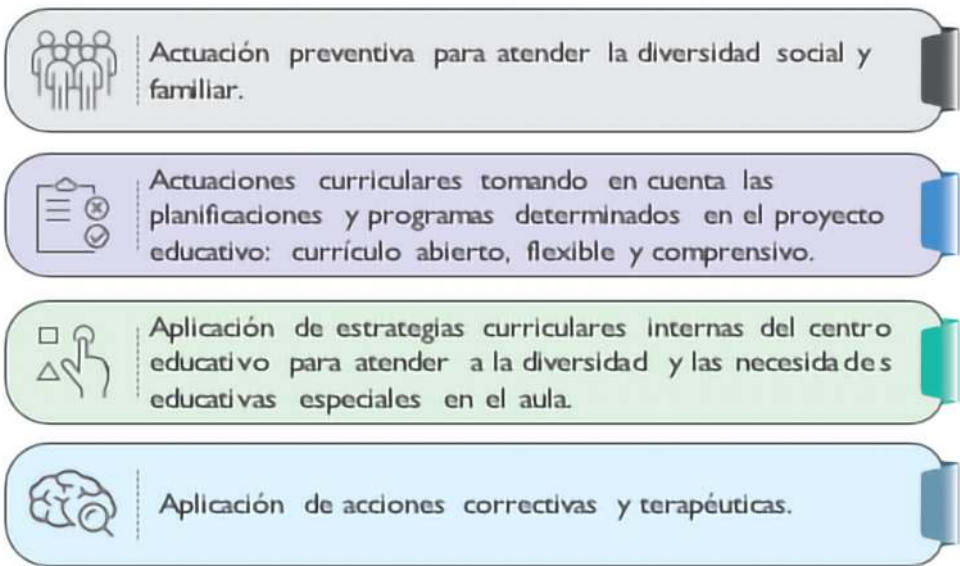 Actuación preventiva para atender la diversidad social y
familiar.
Actuaciones curriculares tomando en cuenta las
planificaciones y programas determinados en el proyecto
educativo: currículo abierto, flexible y comprensivo.
Aplicación de estrategias curriculares internas del centro
educativo para atender a la diversidad y las necesidades
educativas especiales en el aula.
Aplicación de acciones correctivas y terapéuticas.